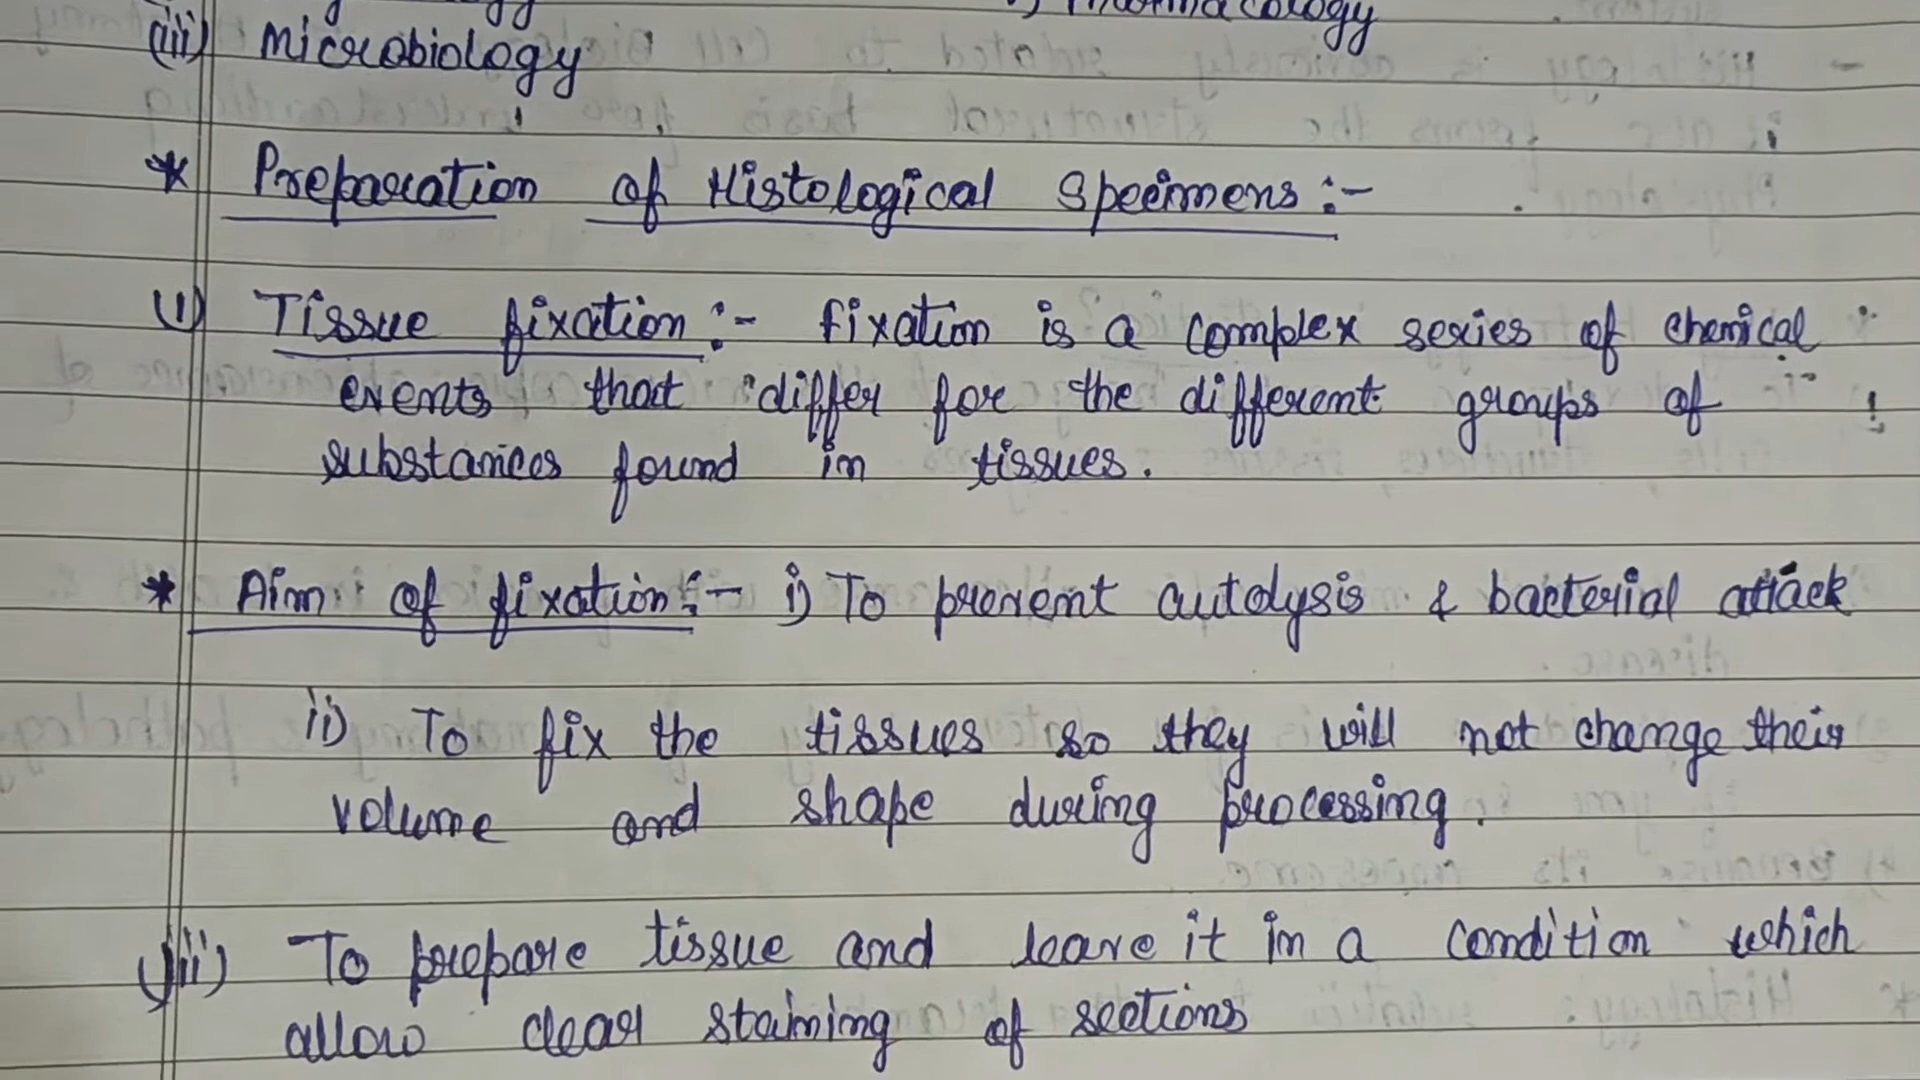 Pharmacology
(iii) Microbiology
* Preparation of Histological Speeimens :-
1) Tissue fixation :- fixation is a complex series of chemical
events that differ for the different groups of
substances found in tissues.
* Aim of fixation :- i) To prevent autolysis & bacterial attack
ii) To fix the tissues so they will not change their
volume and shape during processing.
iii) To prepare tissue and leave it in a condition which
allow clear staining of sections